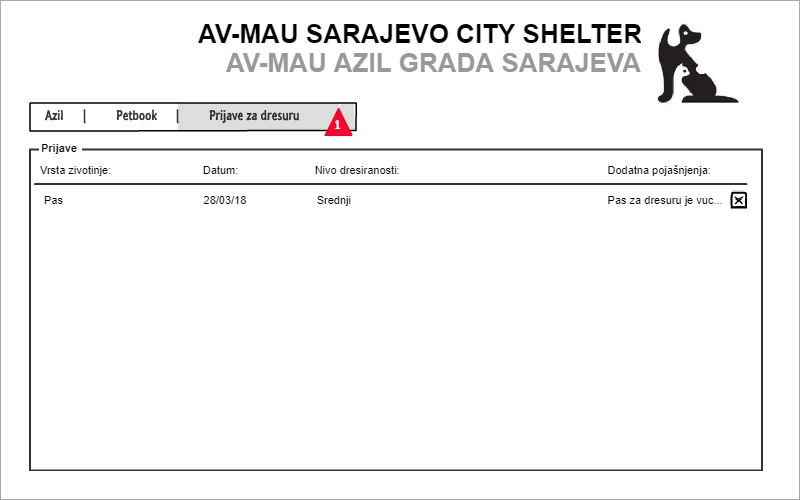 AV-MAU SARAJEVO CITY SHELTER
AV-MAU AZIL GRADA SARAJEVA
Azil | Petbook | Prijave za dresuru 1
Prijave
Vrsta zivotinje: Datum: Nivo dresiranosti: Dodatna pojašnjenja:
Pas 28/03/18 Srednji Pas za dresuru je vuc...